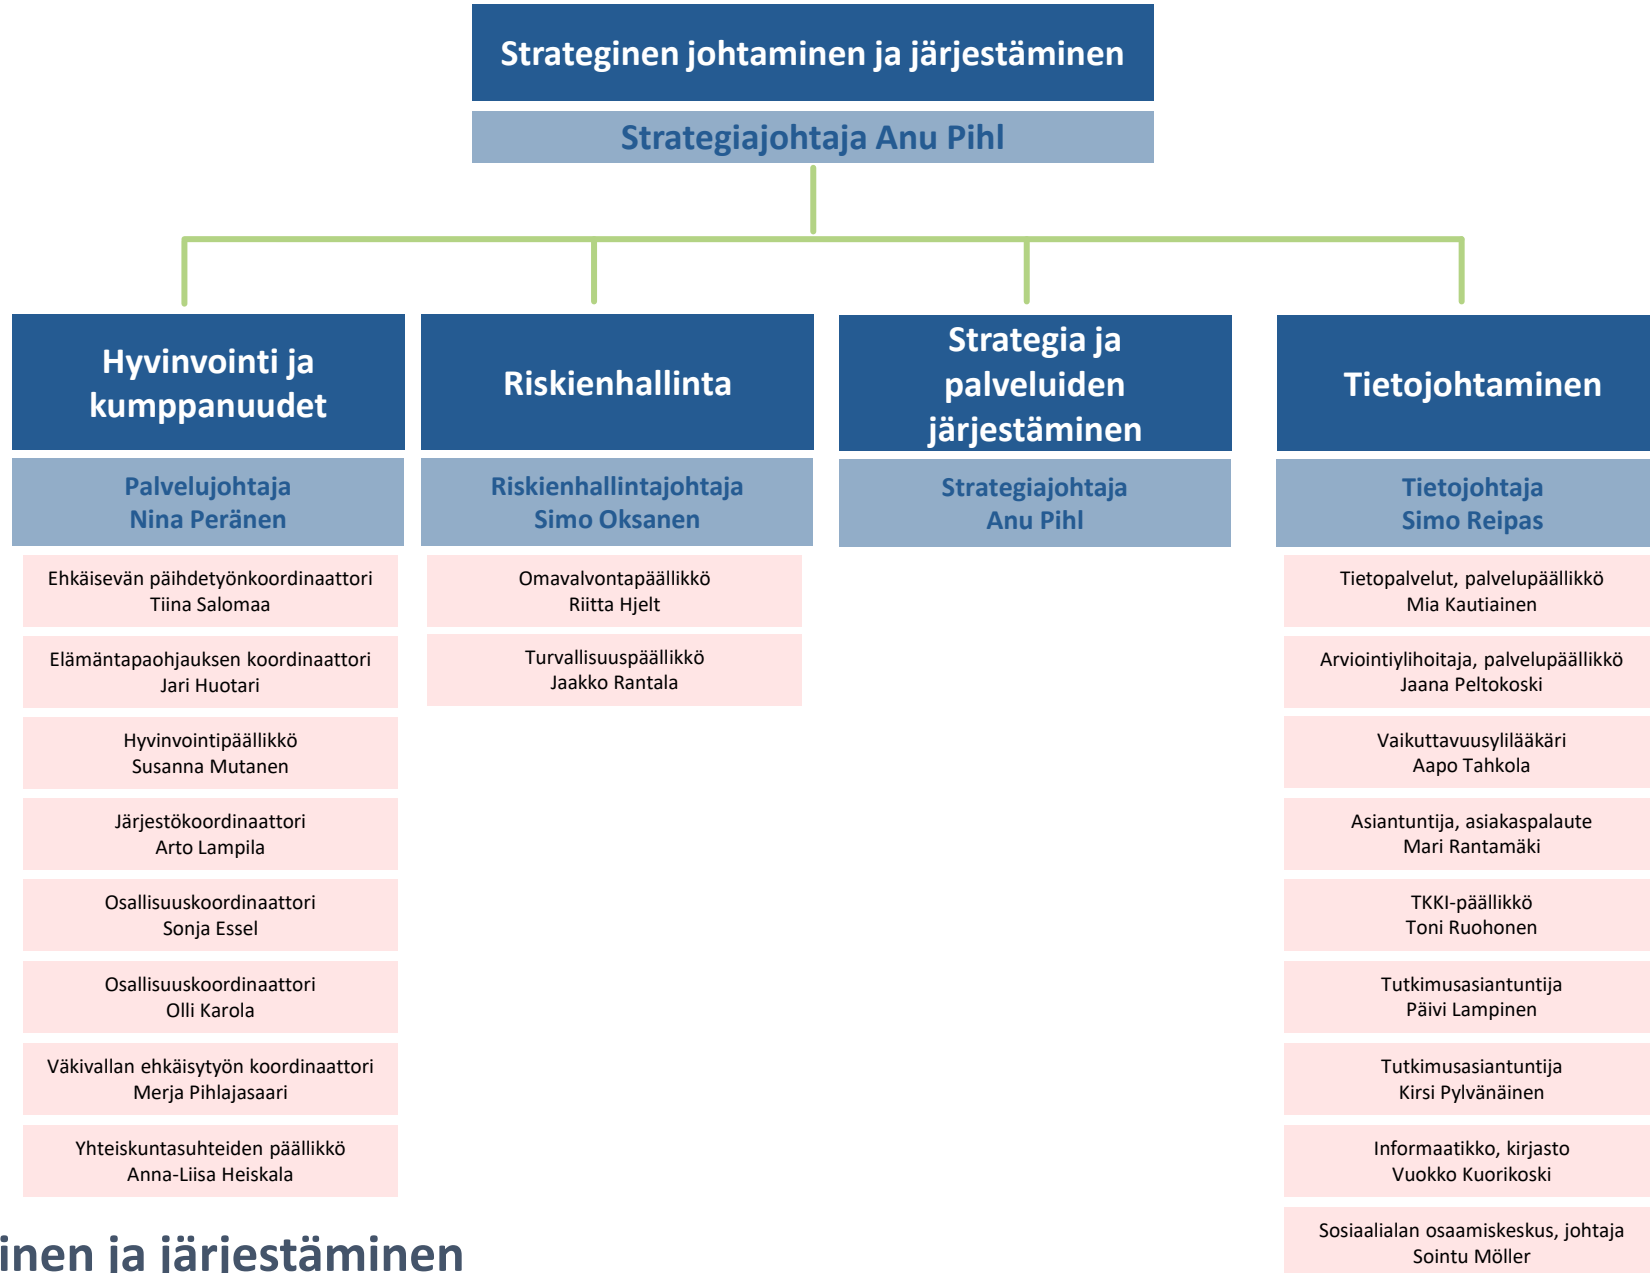 Strateginen johtaminen ja järjestäminen
Strategiajohtaja Anu Pihl
Hyvinvointi ja
kumppanuudet
Palvelujohtaja
Nina Peränen
Ehkäisevän päihdetyönkoordinaattori
Tiina Salomaa
Elämäntapaohjauksen koordinaattori
Jari Huotari
Hyvinvointipäällikkö
Susanna Mutanen
Järjestökoordinaattori
Arto Lampila
Osallisuuskoordinaattori
Sonja Essel
Osallisuuskoordinaattori
Olli Karola
Väkivallan ehkäisytyön koordinaattori
Merja Pihlajasaari
Yhteiskuntasuhteiden päällikkö
Anna-Liisa Heiskala
Riskienhallinta
Riskienhallintajohtaja
Simo Oksanen
Omavalvontapäällikkö
Riitta Hjelt
Turvallisuuspäällikkö
Jaakko Rantala
Strategia ja
palveluiden
järjestäminen
Strategiajohtaja
Anu Pihl
Tietojohtaminen
Tietojohtaja
Simo Reipas
Tietopalvelut, palvelupäällikkö
Mia Kautiainen
Arviointiylihoitaja, palvelupäällikkö
Jaana Peltokoski
Vaikuttavuusylilääkäri
Aapo Tahkola
Asiantuntija, asiakaspalaute
Mari Rantamäki
TKKI-päällikkö
Toni Ruohonen
Tutkimusasiantuntija
Päivi Lampinen
Tutkimusasiantuntija
Kirsi Pylvänäinen
Informaatikko, kirjasto
Vuokko Kuorikoski
Sosiaalialan osaamiskeskus, johtaja
Sointu Möller
inen ja järjestäminen